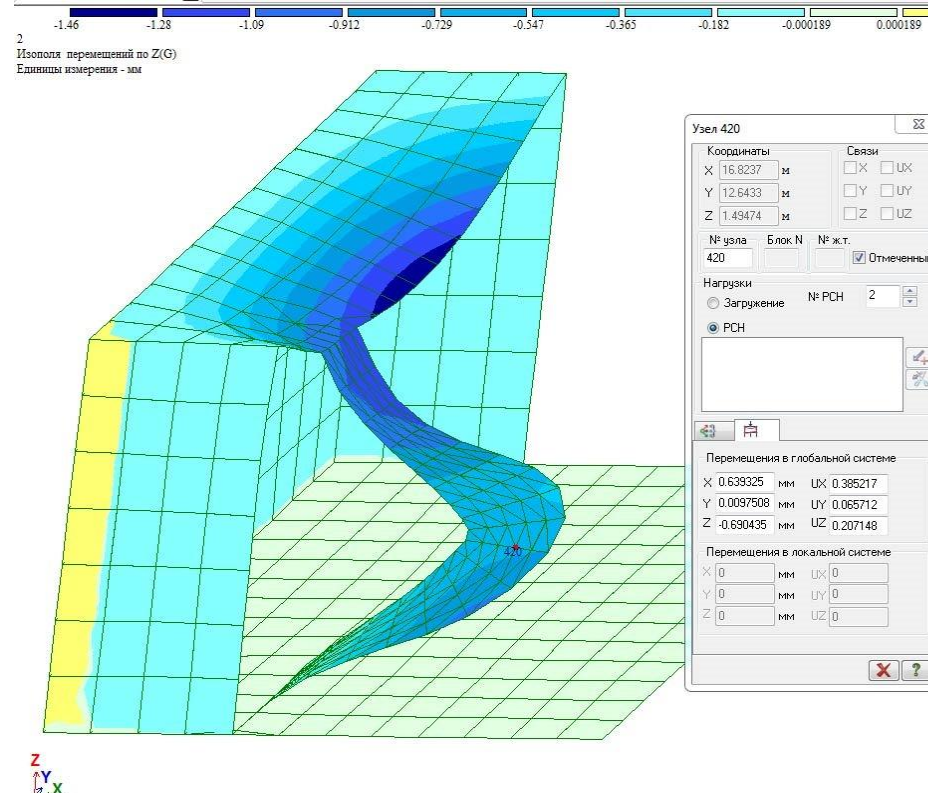 -1.46 -1.28 -1.09 -0.912 -0.729 -0.547 -0.365 -0.182 -0.000189 0.000189
2
Изополя перемещений по Z(G)
Единицы измерения - мм
Узел 420
Координаты Связи
X 16.8237 м X UX
Y 12.6433 м Y UY
Z 1.49474 м Z UZ
№ узла Блок N № ж.т.
420 Отмеченны
Нагрузки
Загружение № РСН 2
РСН
Перемещения в глобальной системе
X 0.639325 мм UX 0.385217
Y 0.0097508 мм UY 0.065712
Z -0.690435 мм UZ 0.207148
Перемещения в локальной системе
X 0 мм UX 0
Y 0 мм UY 0
Z 0 мм UZ 0
?
420
Z
Y
X